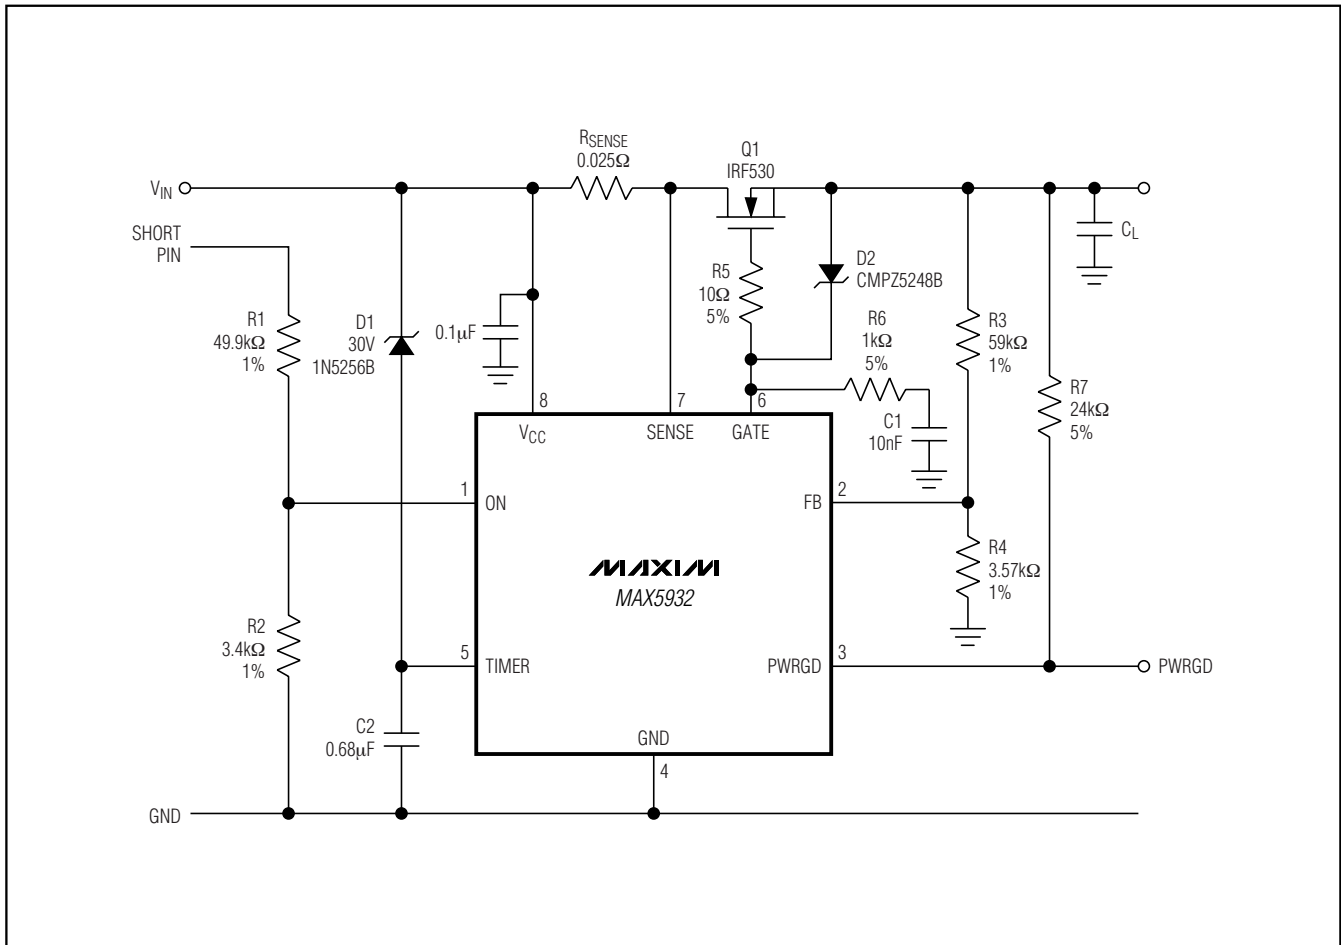 RSENSE
0.025Ω
Q1
IRF530
VIN
SHORT
PIN
CL
D2
CMPZ5248B
R5
10Ω
5%
R1
49.9kΩ
1%
D1
30V
1N5256B
0.1μF
R6
1kΩ
5%
R3
59kΩ
1%
R7
24kΩ
5%
8
7
6
C1
10nF
VCC
SENSE
GATE
1
ON
FB
2
MAXIM
MAX5932
R4
3.57kΩ
1%
R2
3.4kΩ
1%
5
TIMER
PWRGD
3
PWRGD
C2
0.68μF
GND
4
GND